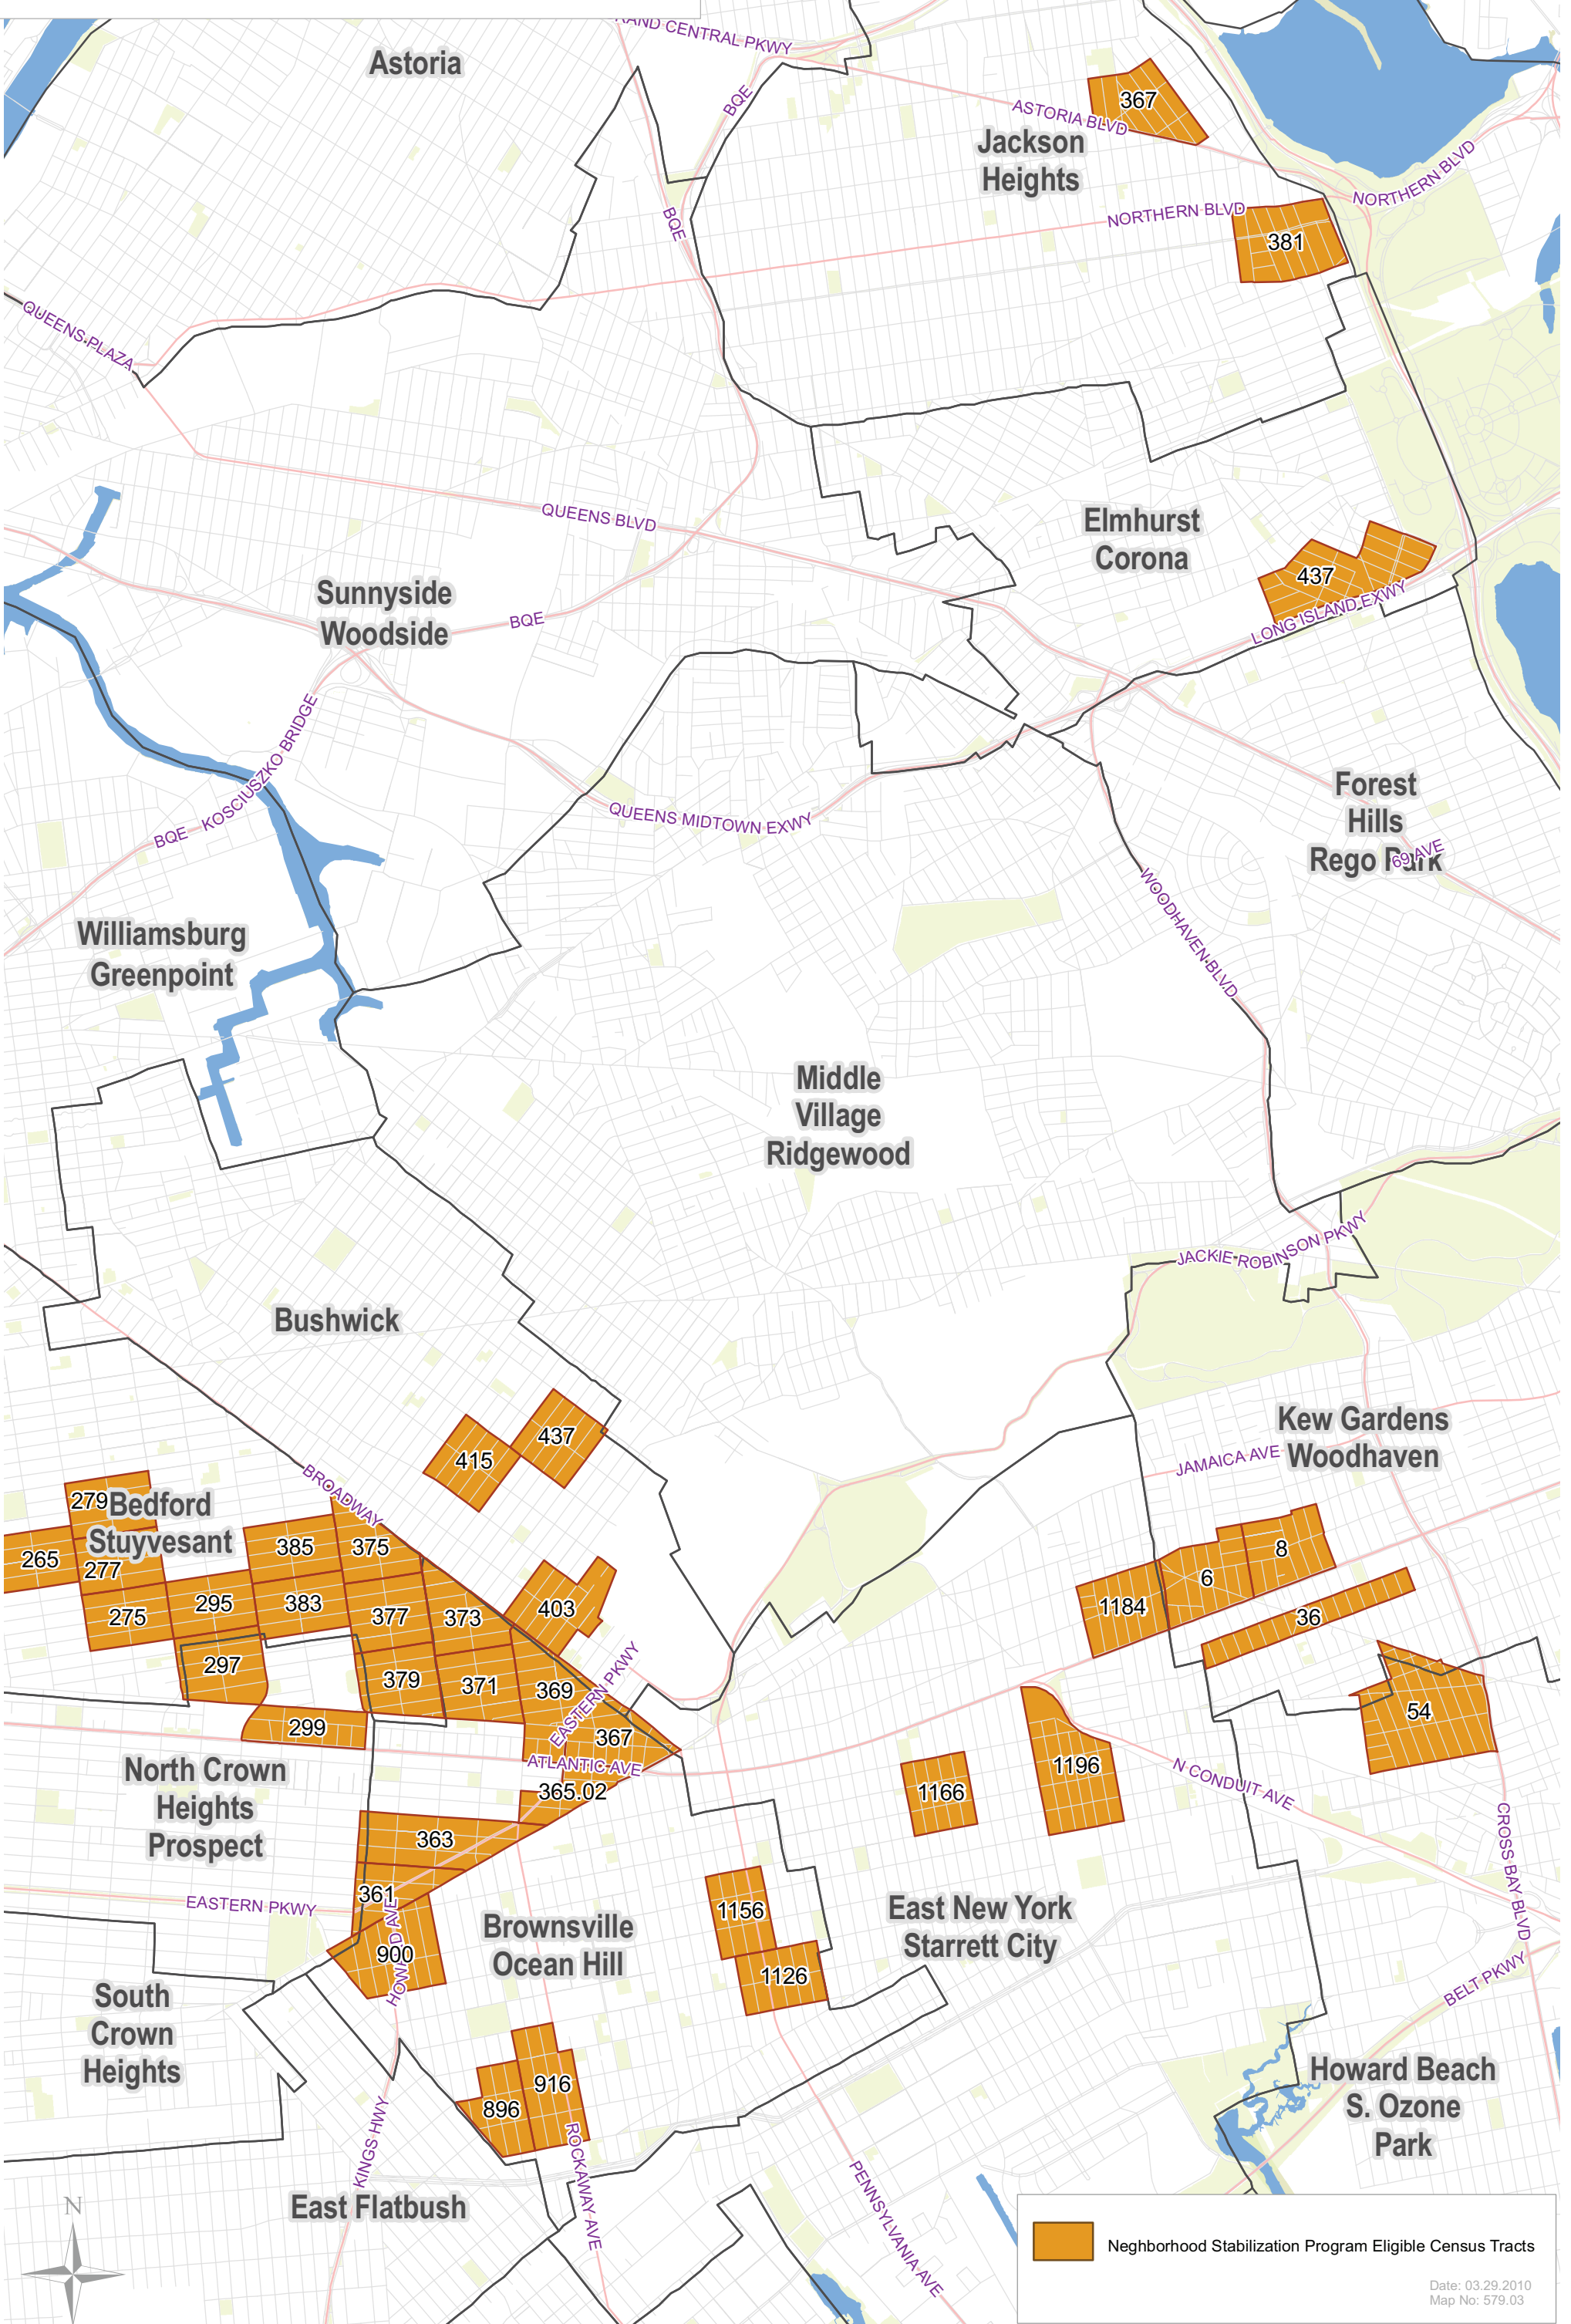 RAND CENTRAL PKWY
Astoria
BQE
367
ASTORIA BLVD
Jackson
Heights
NORTHERN BLVD
NORTHERN BLVD
BQE
381
QUEENS PLAZA
QUEENS BLVD
Elmhurst
Corona
437
LONG ISLAND EXWY
Sunnyside
Woodside
BQE
BQE
KOSCIUSZKO BRIDGE
QUEENS MIDTOWN EXWY
Forest
Hills
Rego Park
69 AVE
WOODHAVEN BLVD
Williamsburg
Greenpoint
Middle
Village
Ridgewood
JACKIE ROBINSON PKWY
Bushwick
Kew Gardens
Woodhaven
JAMAICA AVE
415
437
BROADWAY
279
Bedford
Stuyvesant
265
277
385
375
275
295
383
377
373
403
8
6
1184
36
297
379
371
369
EASTERN PKWY
54
299
367
ATLANTIC AVE
365.02
North Crown
Heights
Prospect
1166
1196
N CONDUIT AVE
363
361
EASTERN PKWY
HOWARD AVE
900
Brownsville
Ocean Hill
1156
1126
East New York
Starrett City
CROSS BAY BLVD
BELT PKWY
South
Crown
Heights
916
896
Howard Beach
S. Ozone
Park
KINGS HWY
ROCKAWAY AVE
PENNSYLVANIA AVE
East Flatbush
N
Neghborhood Stabilization Program Eligible Census Tracts
Date: 03.29.2010
Map No: 579.03